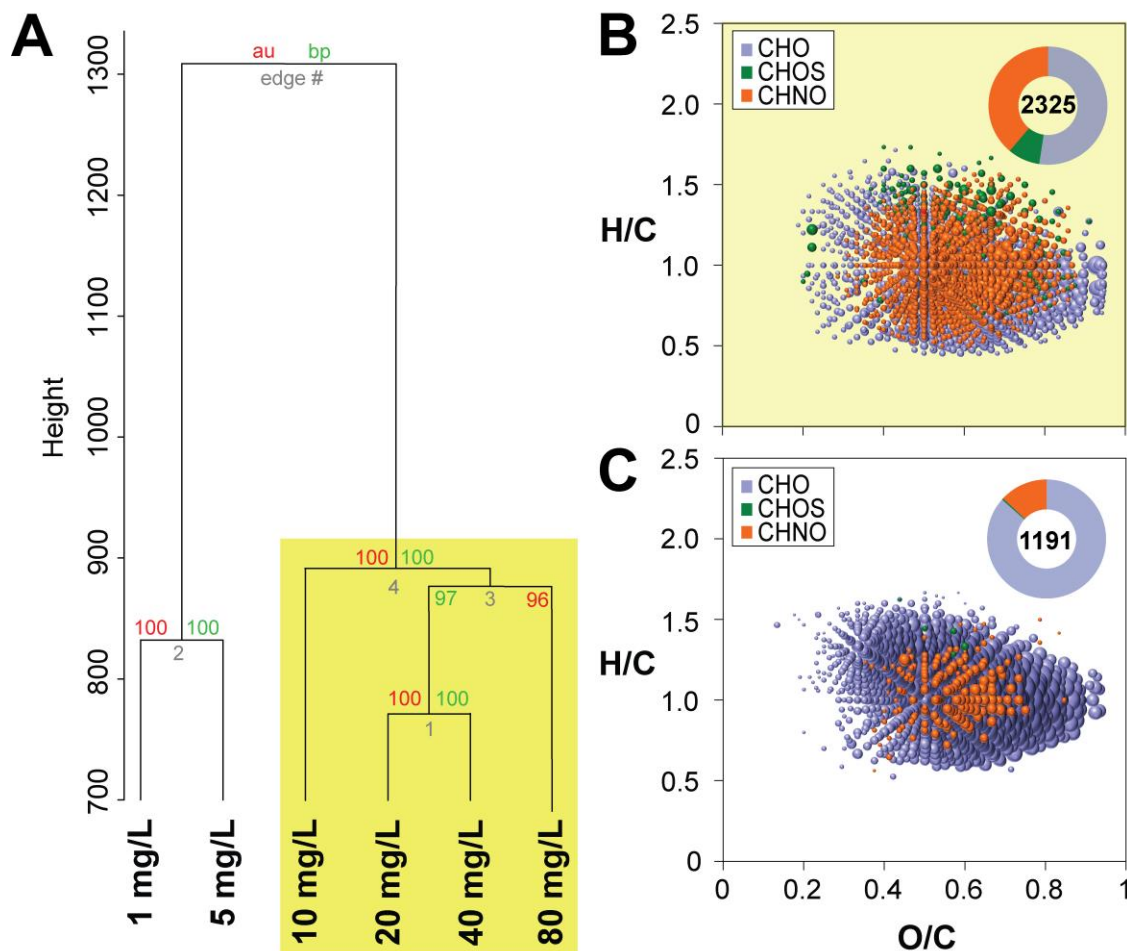 A
au bp
edge #
Height
1300
1200
1100
1000
900
800
700
100 100
4
97 3 96
100 100
2
100 100
1
1 mg/L
5 mg/L
10 mg/L
20 mg/L
40 mg/L
80 mg/L
B
CHO
CHOS
CHNO
2325
2.5
2.0
1.5
1.0
0.5
0
H/C
C
CHO
CHOS
CHNO
1191
2.5
2.0
1.5
1.0
0.5
0
H/C
0 0.2 0.4 0.6 0.8 1
O/C